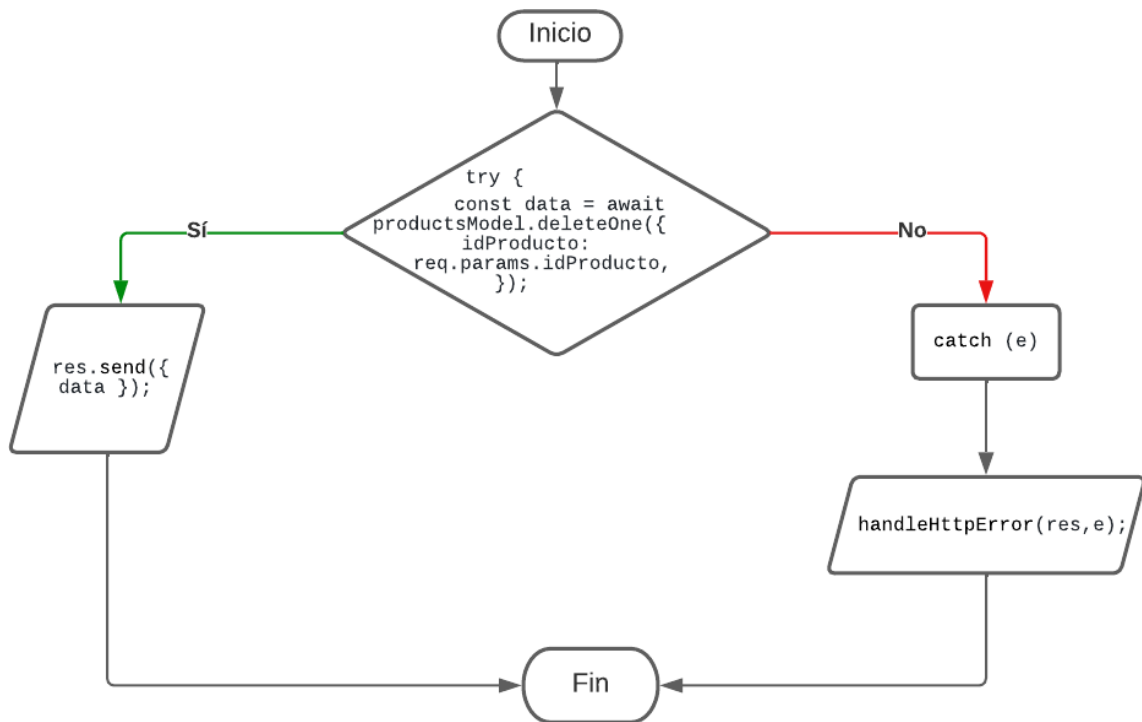 Inicio
try {
const data = await
productsModel.deleteOne({
idProducto:
req.params.idProducto,
});
Sí
No
res.send({
data });
catch (e)
handleHttpError(res,e);
Fin